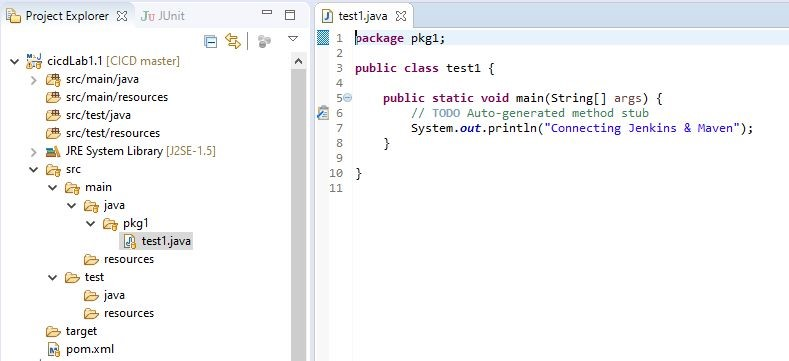 Project Explorer
JUnit
cicdLab1.1 [CICD master]
src/main/java
src/main/resources
src/test/java
src/test/resources
JRE System Library [J2SE-1.5]
src
main
java
pkg1
test1.java
resources
test
java
resources
target
pom.xml
test1.java
1 package pkg1;
2
3 public class test1 {
4
5 public static void main(String[] args) {
6 // TODO Auto-generated method stub
7 System.out.println("Connecting Jenkins & Maven");
8 }
9
10 }
11